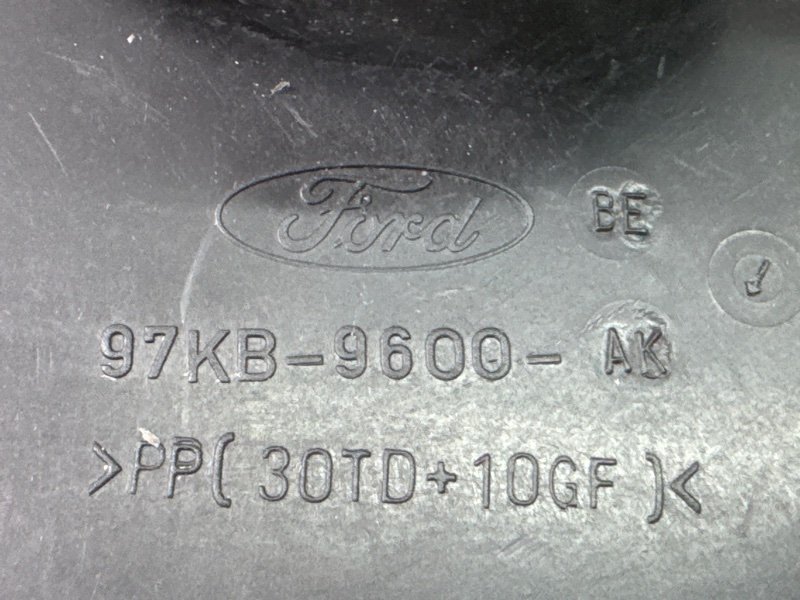 Ford BE
97KB-9600-AK
>PP(30TD+10GF)<